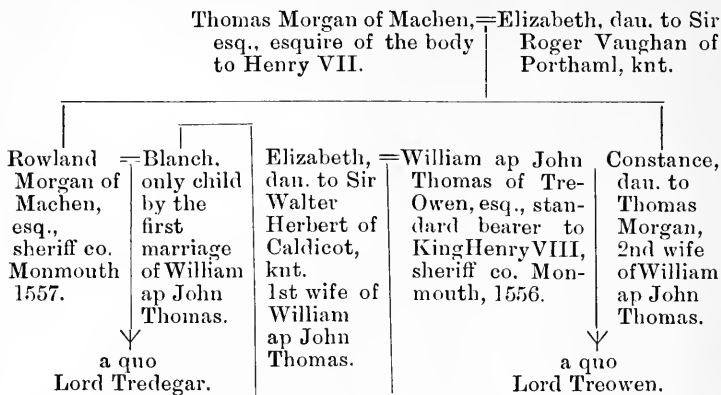 Thomas Morgan of Machen,=Elizabeth, dau. to Sir
esq., esquire of the body
to Henry VII.
Roger Vaughan of
Porthaml, knt.
Rowland
Morgan of
Machen,
esq.,
sheriff co.
Monmouth
1557.
=Blanch,
only child
by the
first
marriage
of William
ap John
Thomas.
a quo
Lord Tredegar.
Elizabeth,
dau. to Sir
Walter
Herbert of
Caldicot,
knt.
1st wife of
William
ap John
Thomas.
=William ap John
Thomas of Tre-
Owen, esq., stan-
dard bearer to
King Henry VIII,
sheriff co. Mon-
mouth, 1556.
Constance,
dau. to
Thomas
Morgan,
2nd wife
of William
ap John
Thomas.
a quo
Lord Treowen.